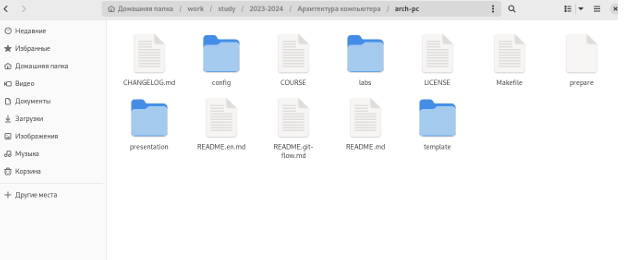 Домашняя папка / work / study / 2023-2024 / Архитектура компьютера / arch-pc
Недавние
Избранные
Домашняя папка
Видео
Документы
Загрузки
Изображения
Музыка
Корзина
Другие места
CHANGELOG.md
config
COURSE
labs
LICENSE
Makefile
prepare
presentation
README.en.md
README.git-
flow.md
README.md
template